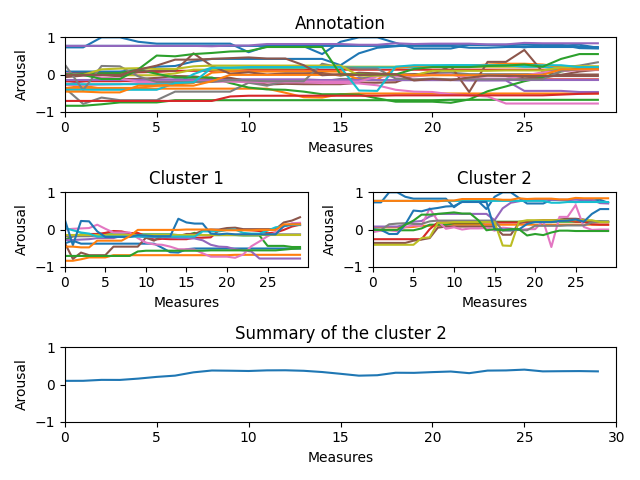 Annotation
1
0
-1
Arousal
0 5 10 15 20 25
Measures
Cluster 1
1
0
-1
Arousal
0 5 10 15 20 25
Measures
Cluster 2
1
0
-1
Arousal
0 5 10 15 20 25
Measures
Summary of the cluster 2
1
0
-1
Arousal
0 5 10 15 20 25 30
Measures